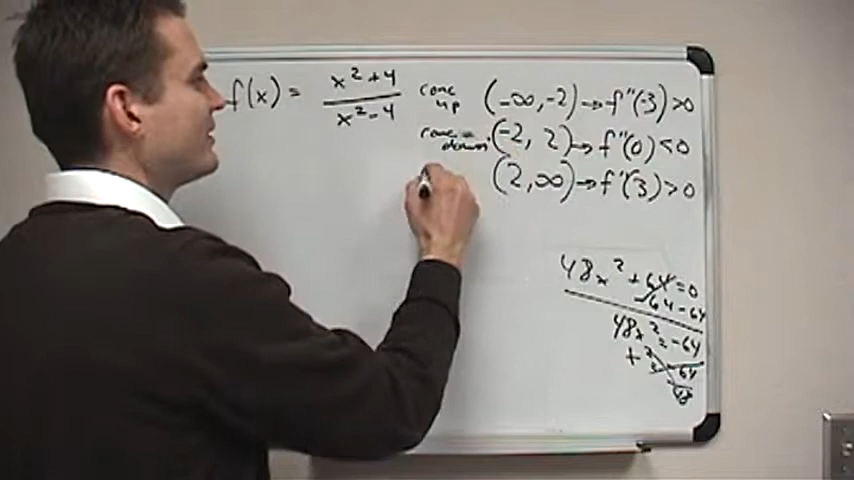 f(x) = x²+4 / x²-4
conc up (-∞,-2) → f''(-3) >0
conc down (-2, 2) → f''(0) <0
(2,∞) → f''(3) >0
48x² + 64 = 0
-64 -64
48x² = -64